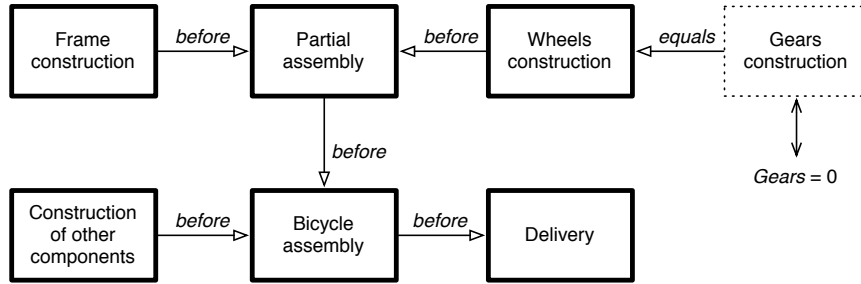 Frame
construction
before
Partial
assembly
before
Wheels
construction
equals
Gears
construction
before
Gears = 0
Construction
of other
components
before
Bicycle
assembly
before
Delivery